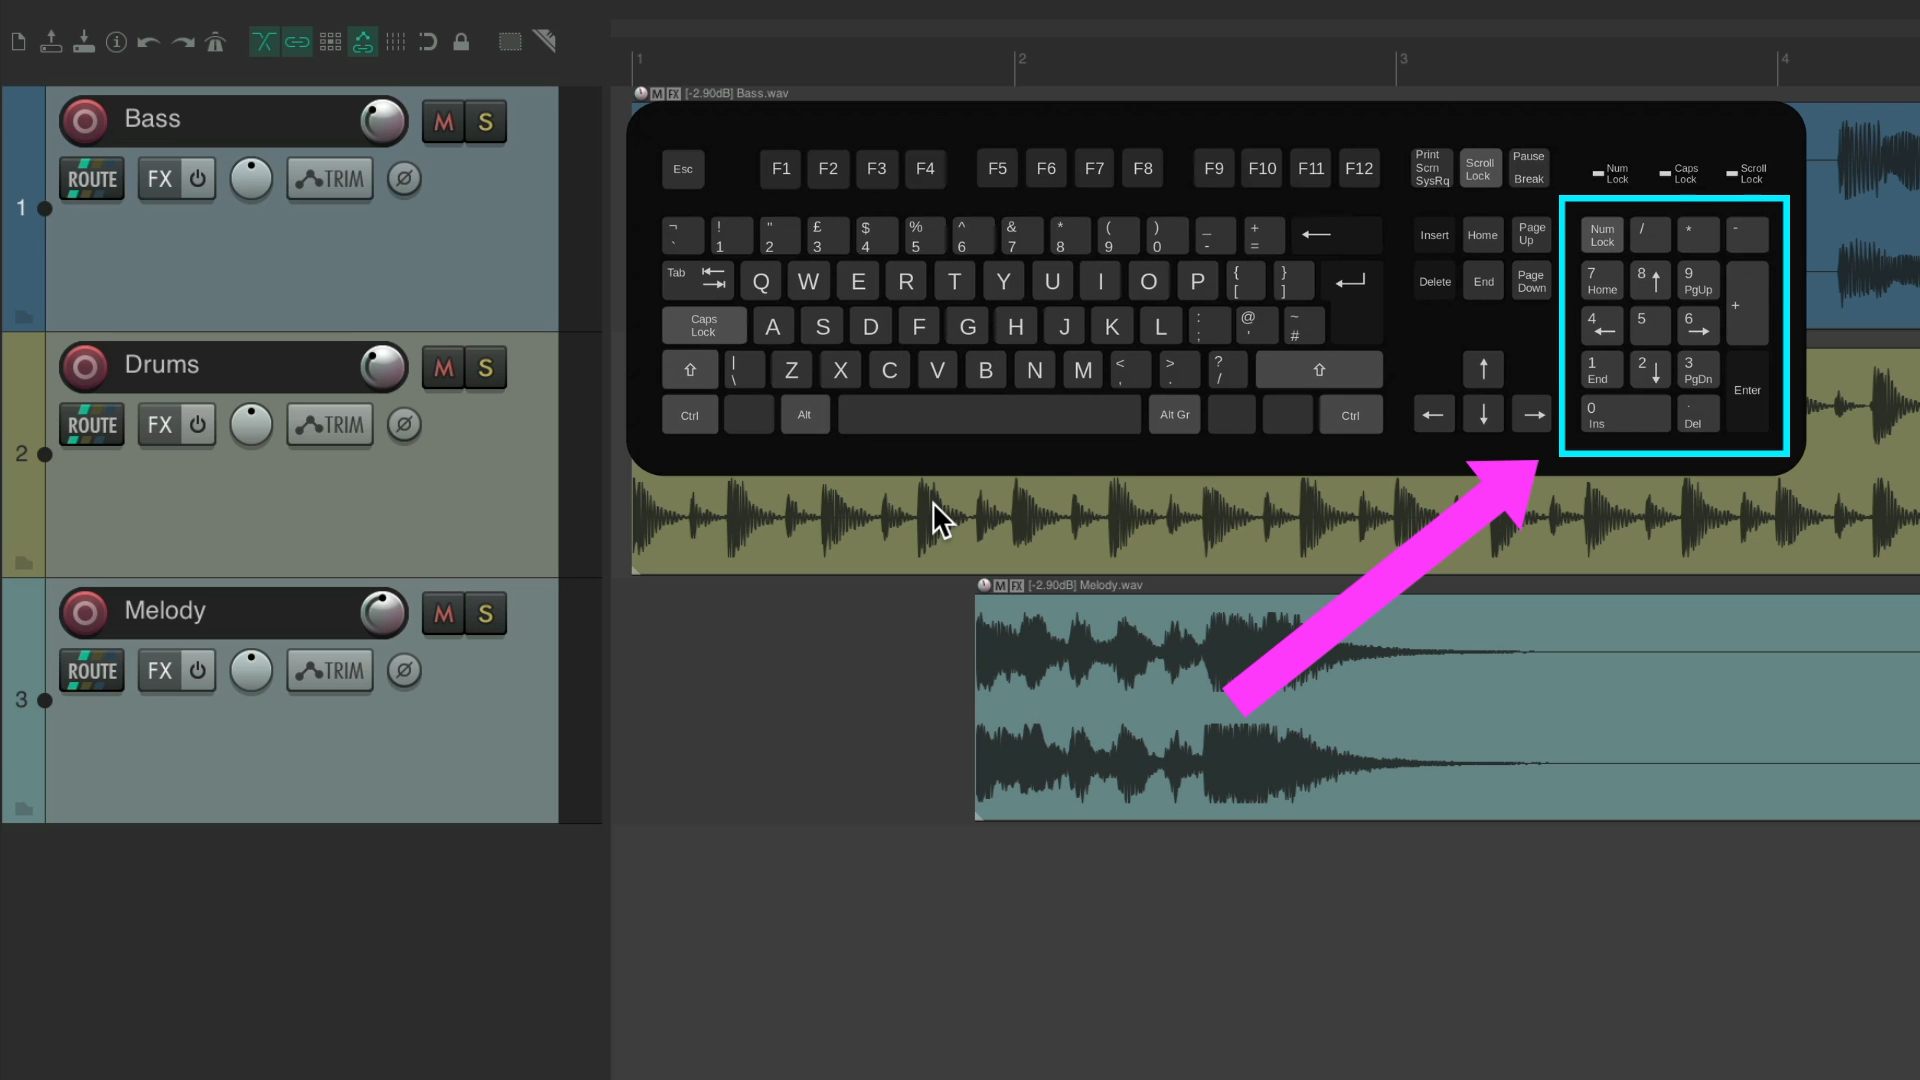 1 2 3 4
M FX [-2.90dB] Bass.wav
Bass M S
ROUTE FX TRIM
1
Drums M S
ROUTE FX TRIM
2
Melody M S
ROUTE FX TRIM
3
Esc F1 F2 F3 F4 F5 F6 F7 F8 F9 F10 F11 F12
Print Scrn SysRq
Scroll Lock
Pause Break
Num Lock
Caps Lock
Scroll Lock
¬ ! " £ $ % ^ & * ( ) _ +
` 1 2 3 4 5 6 7 8 9 0 - =
←
Insert Home Page Up
Num Lock / * -
Tab Q W E R T Y U I O P { [ } ]
Delete End Page Down
7 Home 8 ↑ 9 PgUp +
Caps Lock A S D F G H J K L : ; @ ' ~ #
4 ← 5 6 →
⇧ | \ Z X C V B N M < , > . ? / ⇧
↑
1 End 2 ↓ 3 PgDn Enter
Ctrl Alt Alt Gr Ctrl
← ↓ →
0 Ins . Del
M FX [-2.90dB] Melody.wav